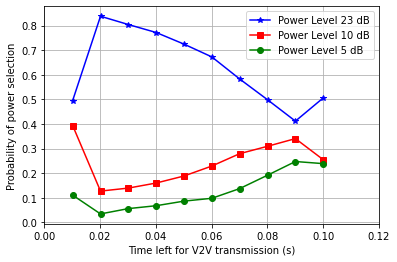 Power Level 23 dB
Power Level 10 dB
Power Level 5 dB
Probability of power selection
0.8
0.7
0.6
0.5
0.4
0.3
0.2
0.1
0.0
0.00 0.02 0.04 0.06 0.08 0.10 0.12
Time left for V2V transmission (s)